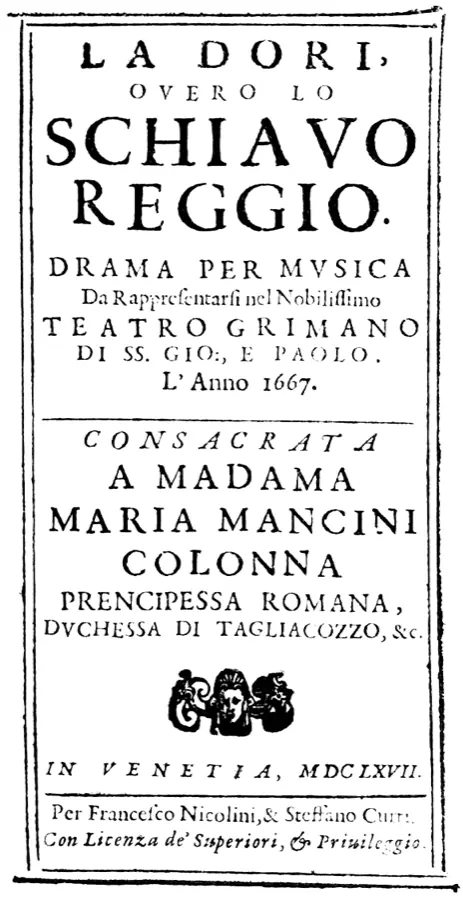 LA DORI,
OVERO LO
SCHIAVO
REGGIO.
DRAMA PER MVSICA
Da Rappreſentarſi nel Nobiliſſimo
TEATRO GRIMANO
DI SS. GIO:, E PAOLO.
L'Anno 1667.
CONSACRATA
A MADAMA
MARIA MANCINI
COLONNA
PRENCIPESSA ROMANA,
DVCHESSA DI TAGLIACOZZO, &c.
IN VENETIA, MDCLXVII.
Per Franceſco Nicolini, & Steffano Curti.
Con Licenza de' Superiori, & Priuileggio.